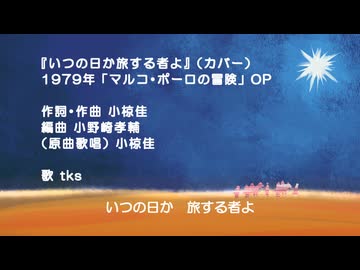 『いつの日か旅する者よ』（カバー）
1979年「マルコ・ポーロの冒険」OP
作詞・作曲 小椋佳
編曲 小野崎孝輔
（原曲歌唱） 小椋佳
歌 tks
いつの日か　旅する者よ